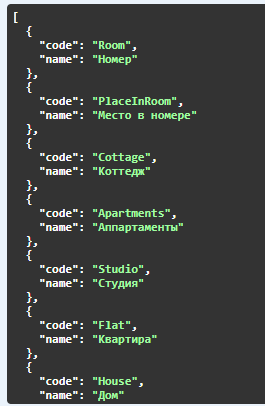 [
  {
    "code": "Room",
    "name": "Номер"
  },
  {
    "code": "PlaceInRoom",
    "name": "Место в номере"
  },
  {
    "code": "Cottage",
    "name": "Коттедж"
  },
  {
    "code": "Apartments",
    "name": "Аппартаменты"
  },
  {
    "code": "Studio",
    "name": "Студия"
  },
  {
    "code": "Flat",
    "name": "Квартира"
  },
  {
    "code": "House",
    "name": "Дом"